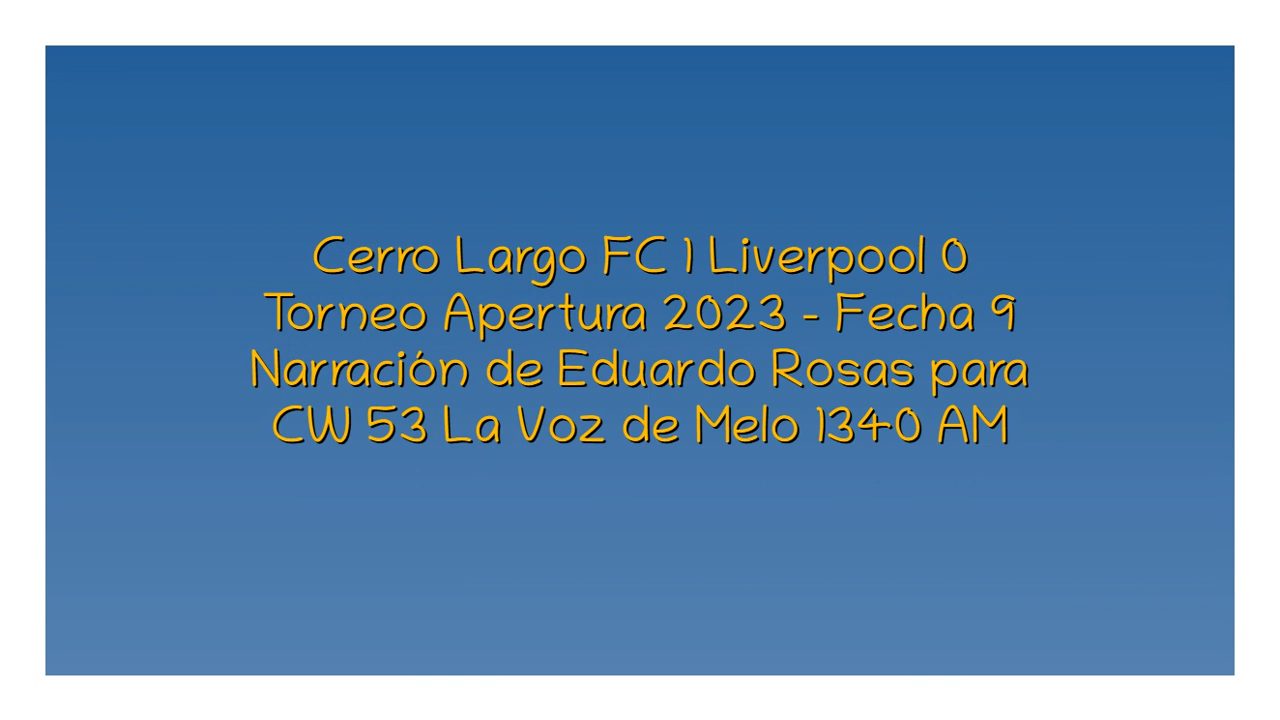 Cerro Largo FC 1 Liverpool 0
Torneo Apertura 2023 - Fecha 9
Narración de Eduardo Rosas para
CW 53 La Voz de Melo 1340 AM